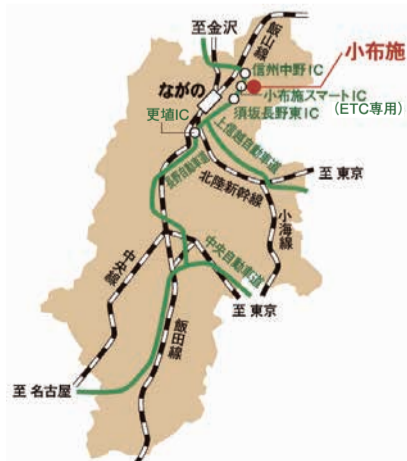 至金沢
飯山線
小布施
信州中野IC
ながの
小布施スマートIC
(ETC専用)
須坂長野東IC
更埴IC
上信越自動車道
長野自動車道
至 東京
北陸新幹線
小海線
中央線
中央自動車道
至 東京
飯田線
至 名古屋